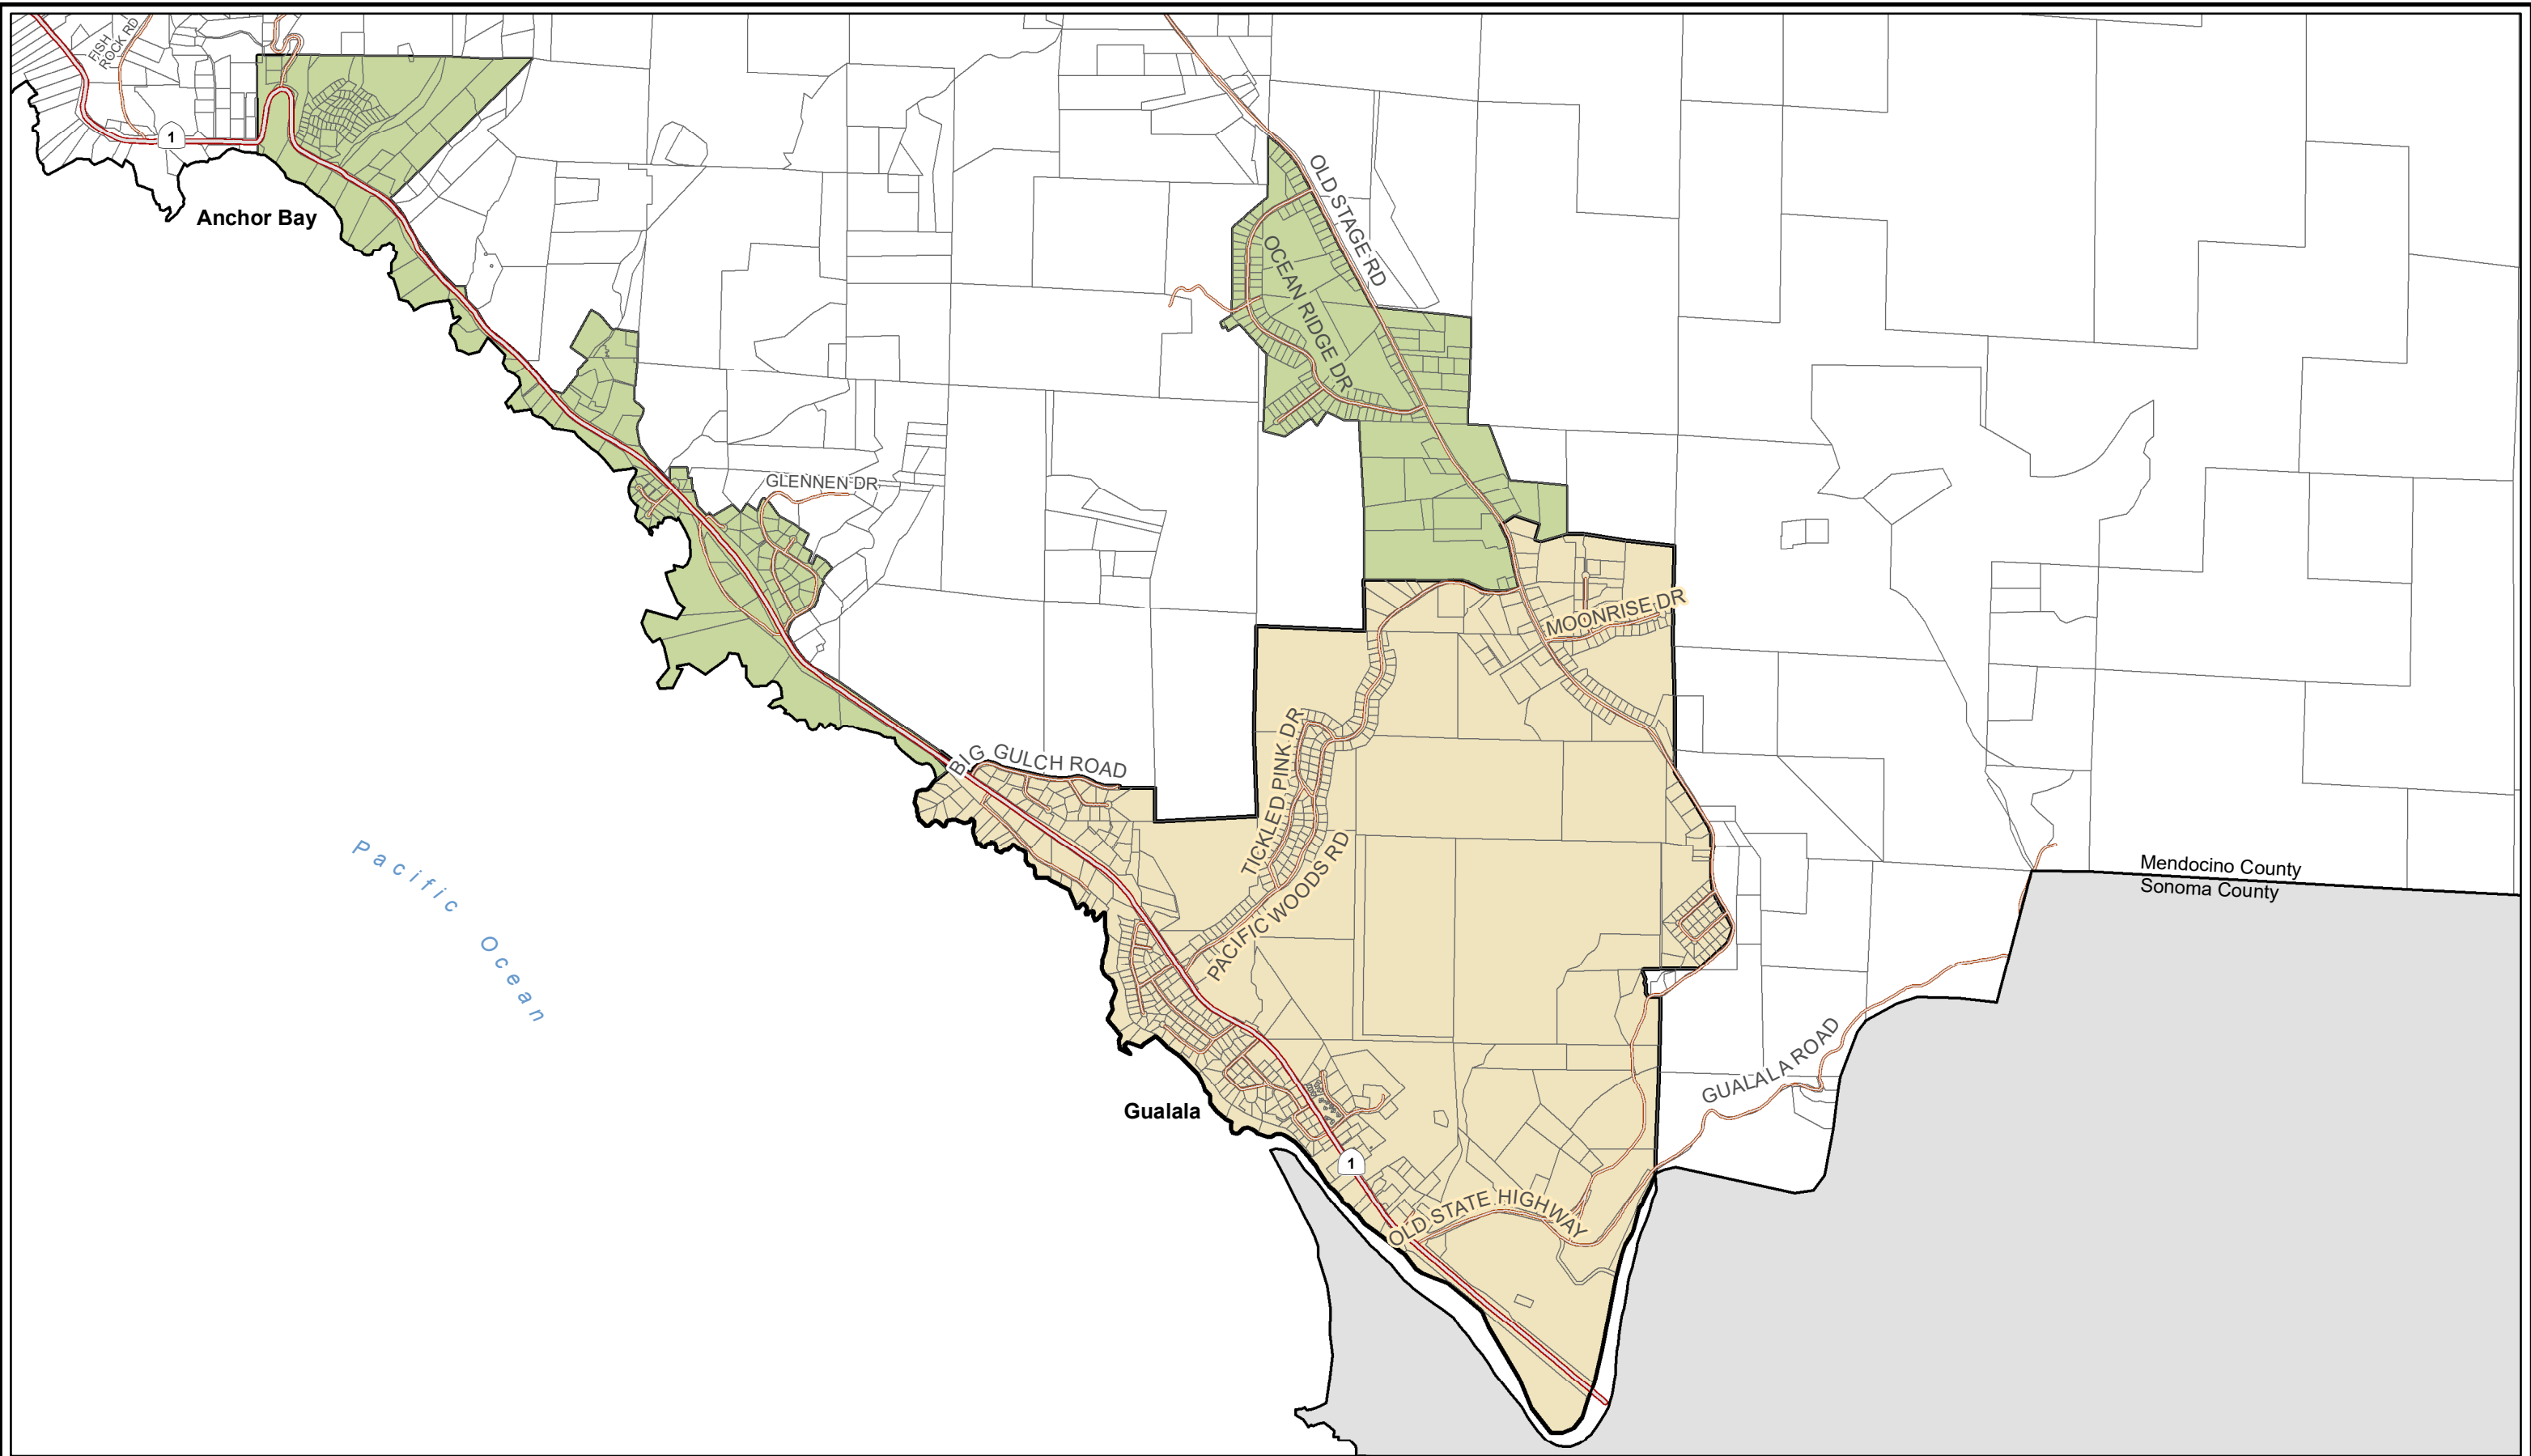 FISH
ROCK RD
1
Anchor Bay
OLD STAGE RD
OCEAN RIDGE DR
GLENNEN DR
MOONRISE DR
BIG GULCH ROAD
TICKLED PINK DR
PACIFIC WOODS RD
Pacific Ocean
Mendocino County
Sonoma County
GUALALA ROAD
Gualala
1
OLD STATE HIGHWAY